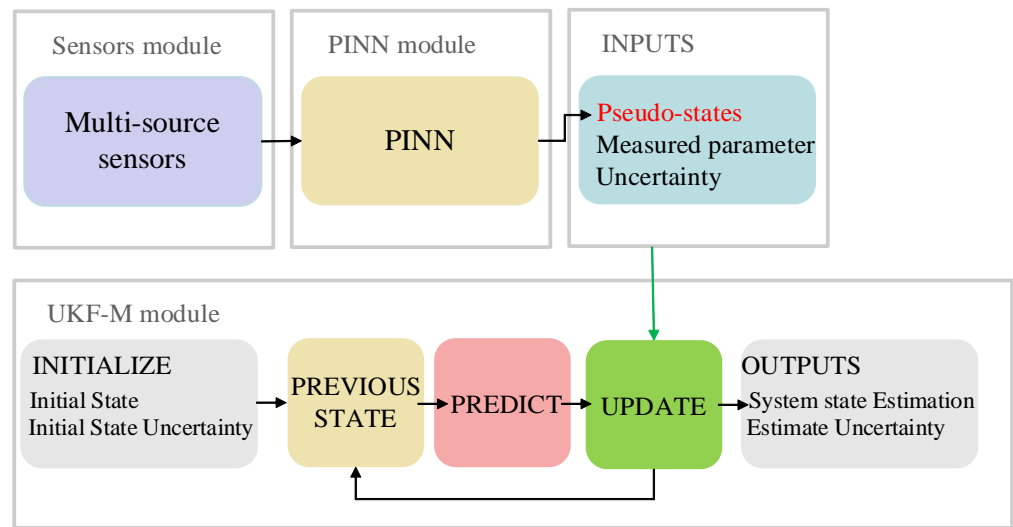 Sensors module
Multi-source
sensors
PINN module
PINN
INPUTS
Pseudo-states
Measured parameter
Uncertainty
UKF-M module
INITIALIZE
Initial State
Initial State Uncertainty
PREVIOUS
STATE
PREDICT
UPDATE
OUTPUTS
System state Estimation
Estimate Uncertainty